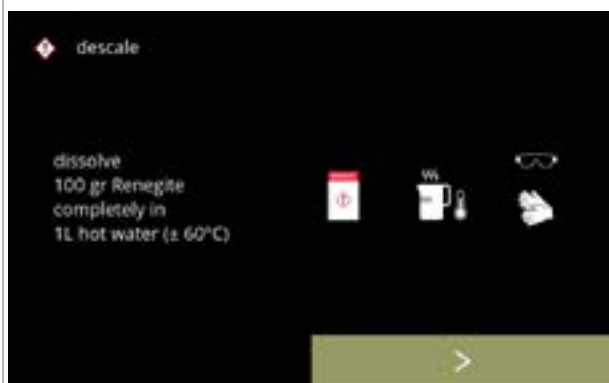 descale
dissolve
100 gr Renegite
completely in
1L hot water (± 60°C)
>